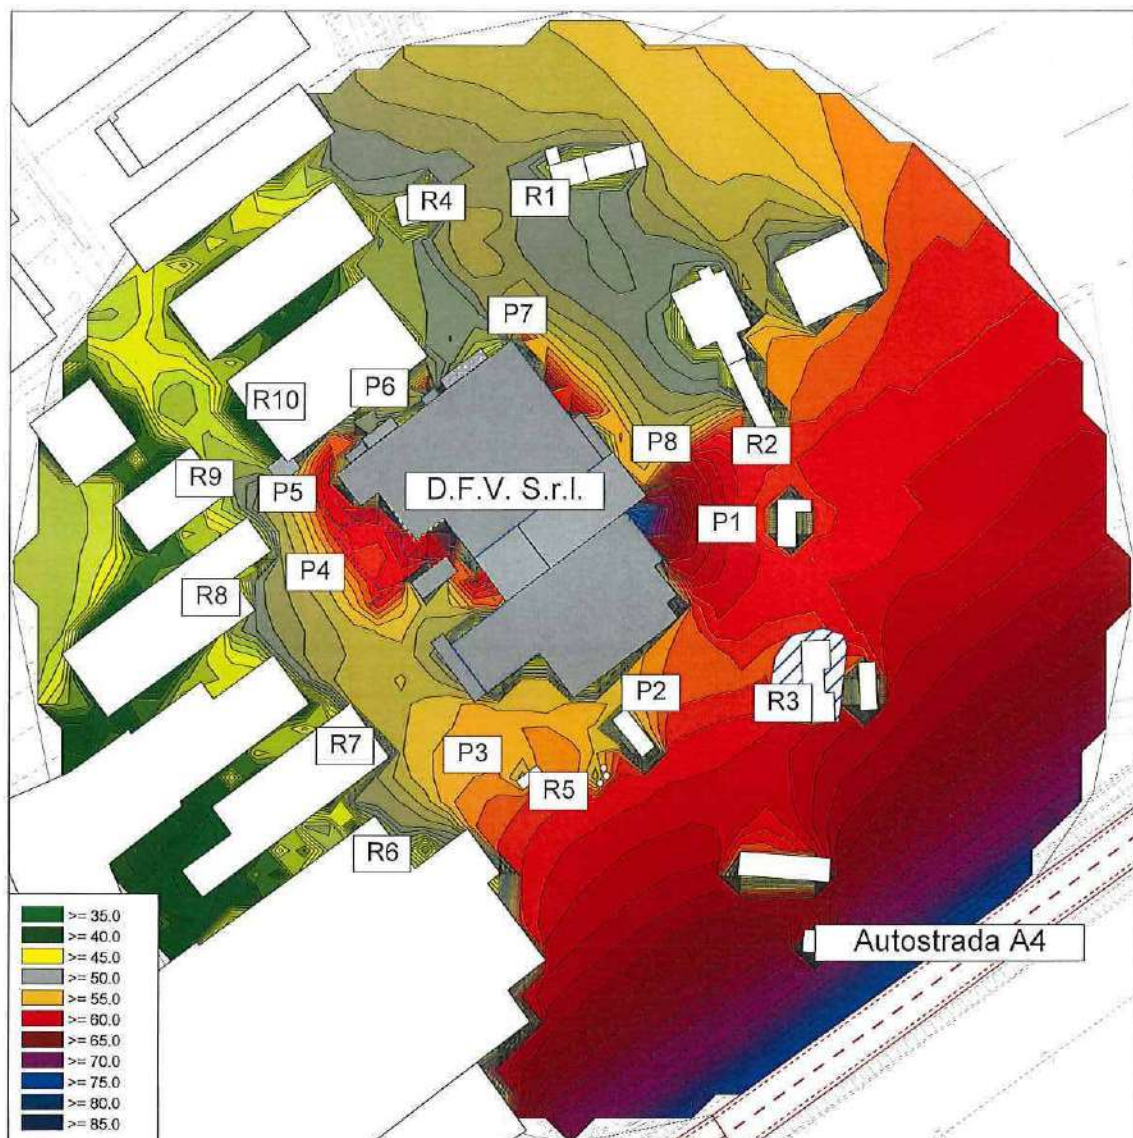 R4
R1
P7
P6
R10
P8
R2
R9
P5
D.F.V. S.r.l.
P1
P4
R8
P2
R3
R7
P3
R5
R6
Autostrada A4
>= 35.0
>= 40.0
>= 45.0
>= 50.0
>= 55.0
>= 60.0
>= 65.0
>= 70.0
>= 75.0
>= 80.0
>= 85.0